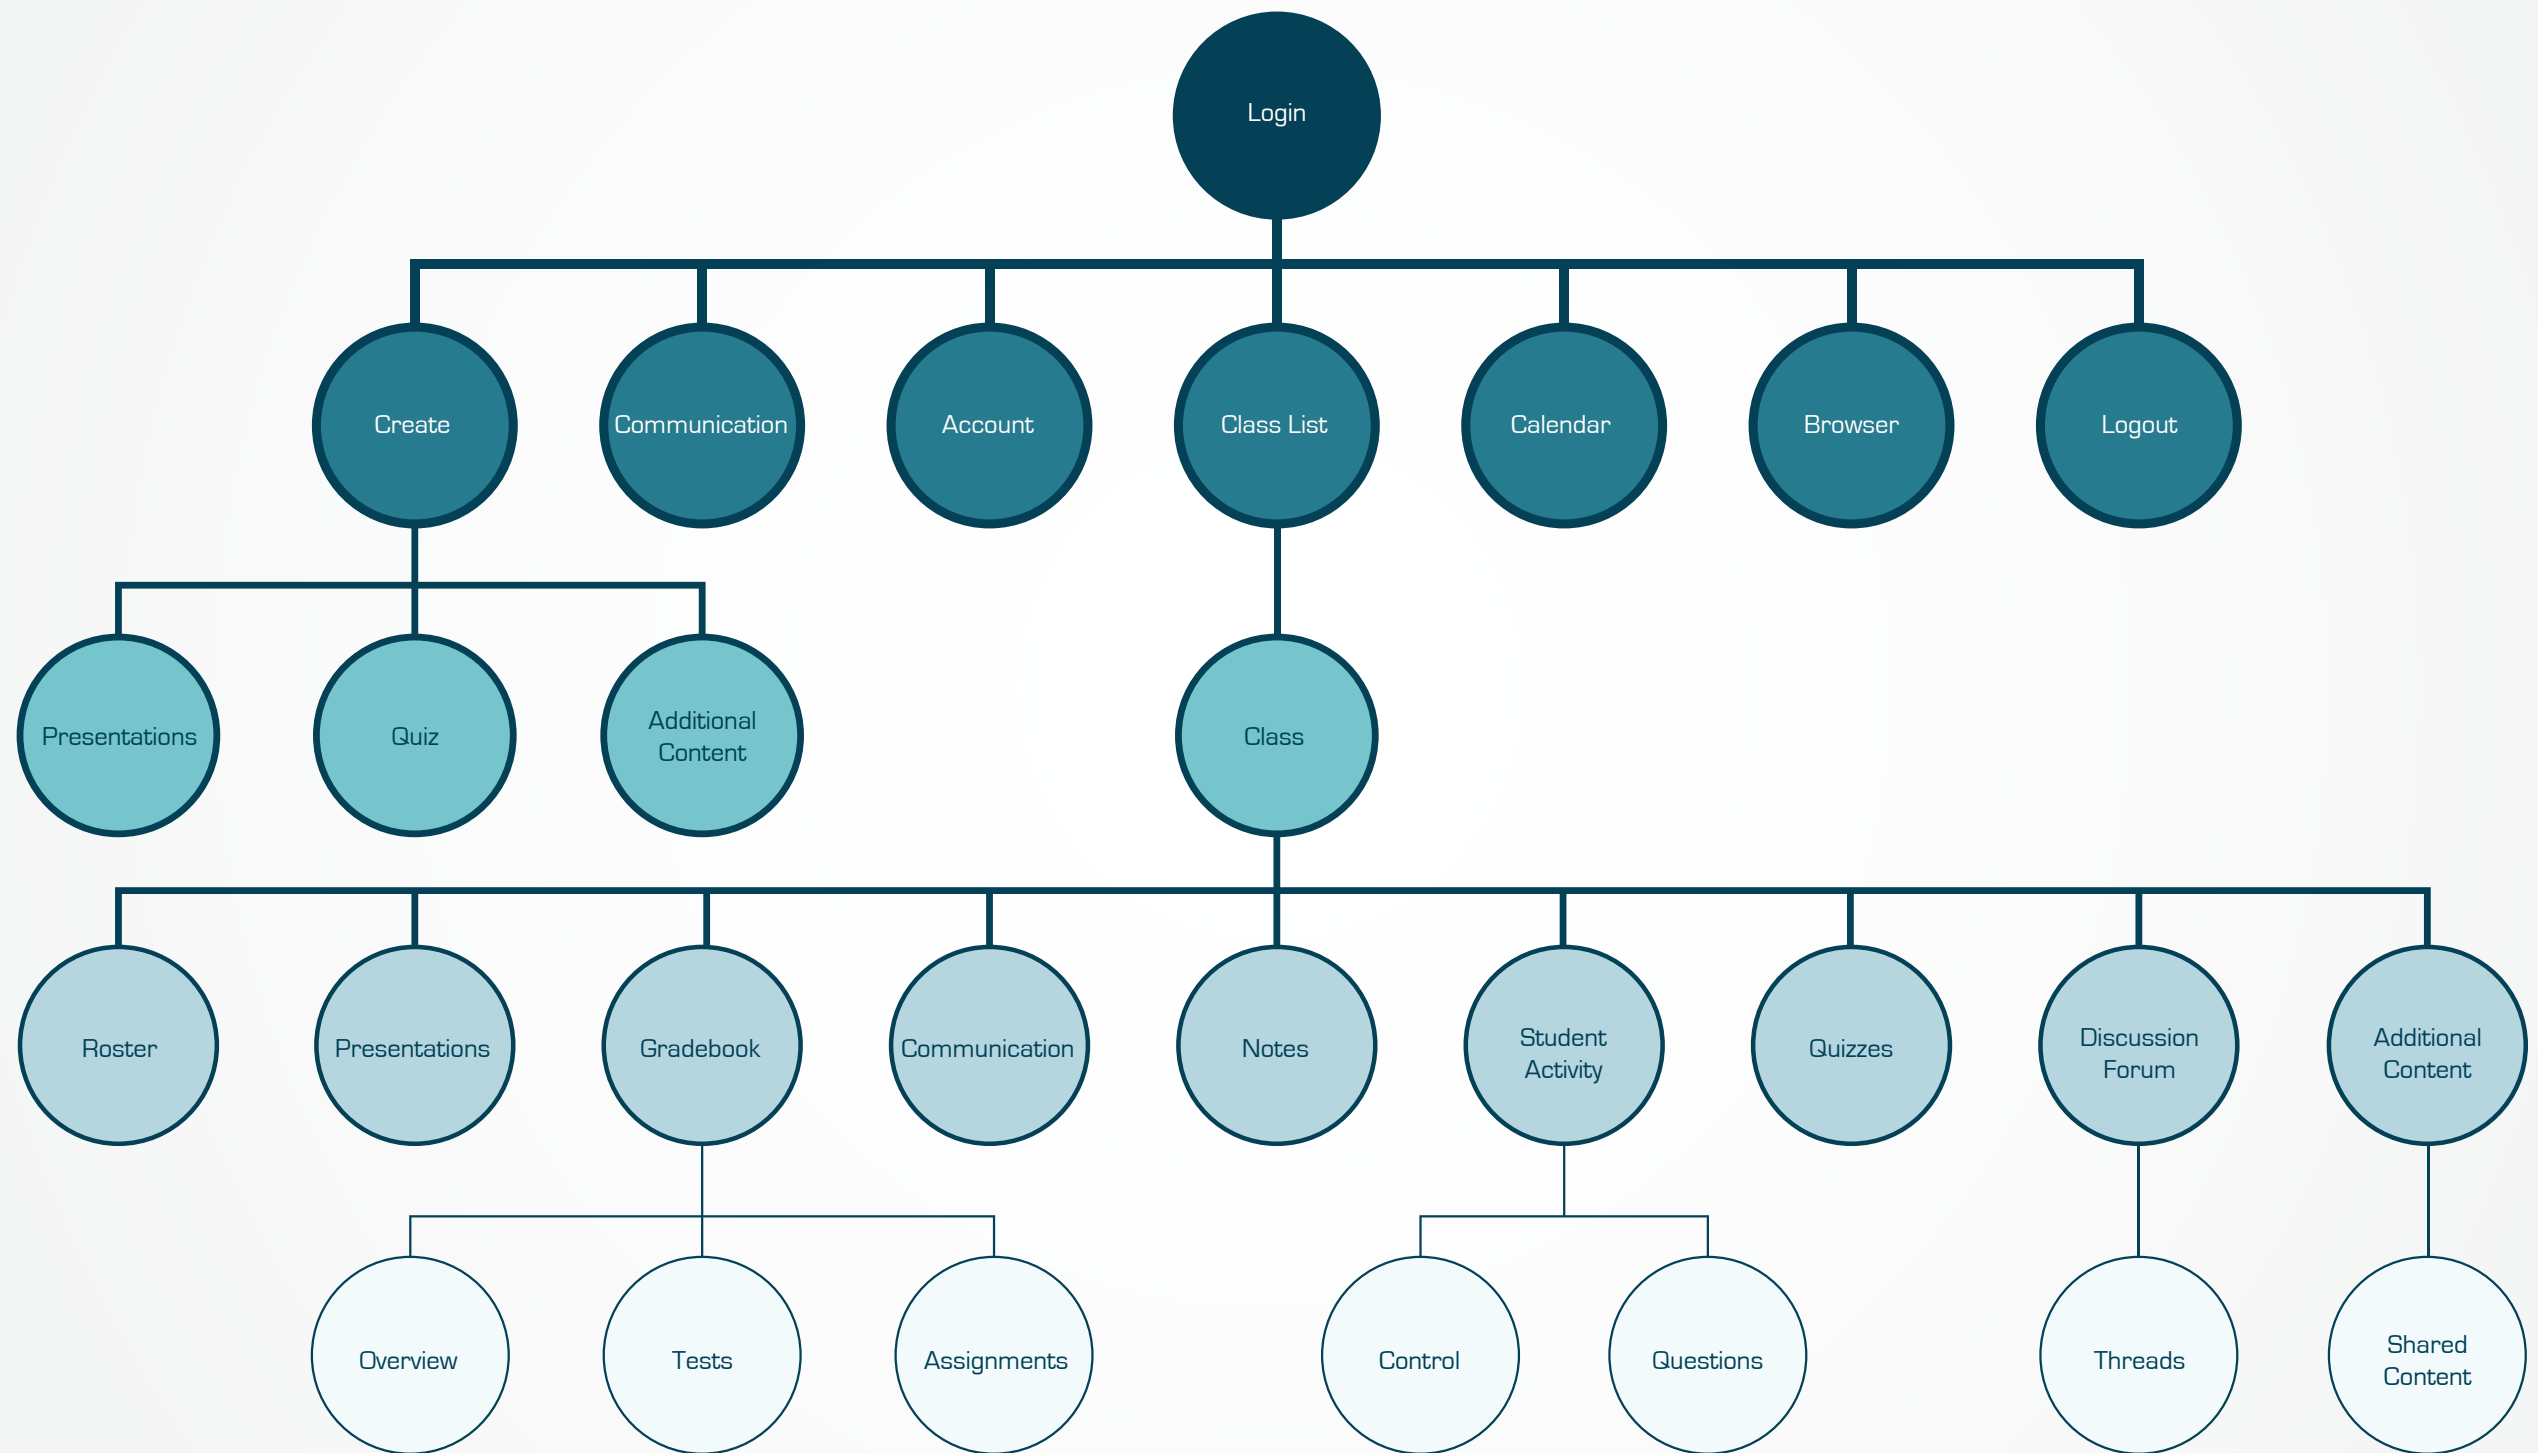 Login
Create
Communication
Account
Class List
Calendar
Browser
Logout
Presentations
Quiz
Additional
Content
Class
Roster
Presentations
Gradebook
Communication
Notes
Student
Activity
Quizzes
Discussion
Forum
Additional
Content
Overview
Tests
Assignments
Control
Questions
Threads
Shared
Content